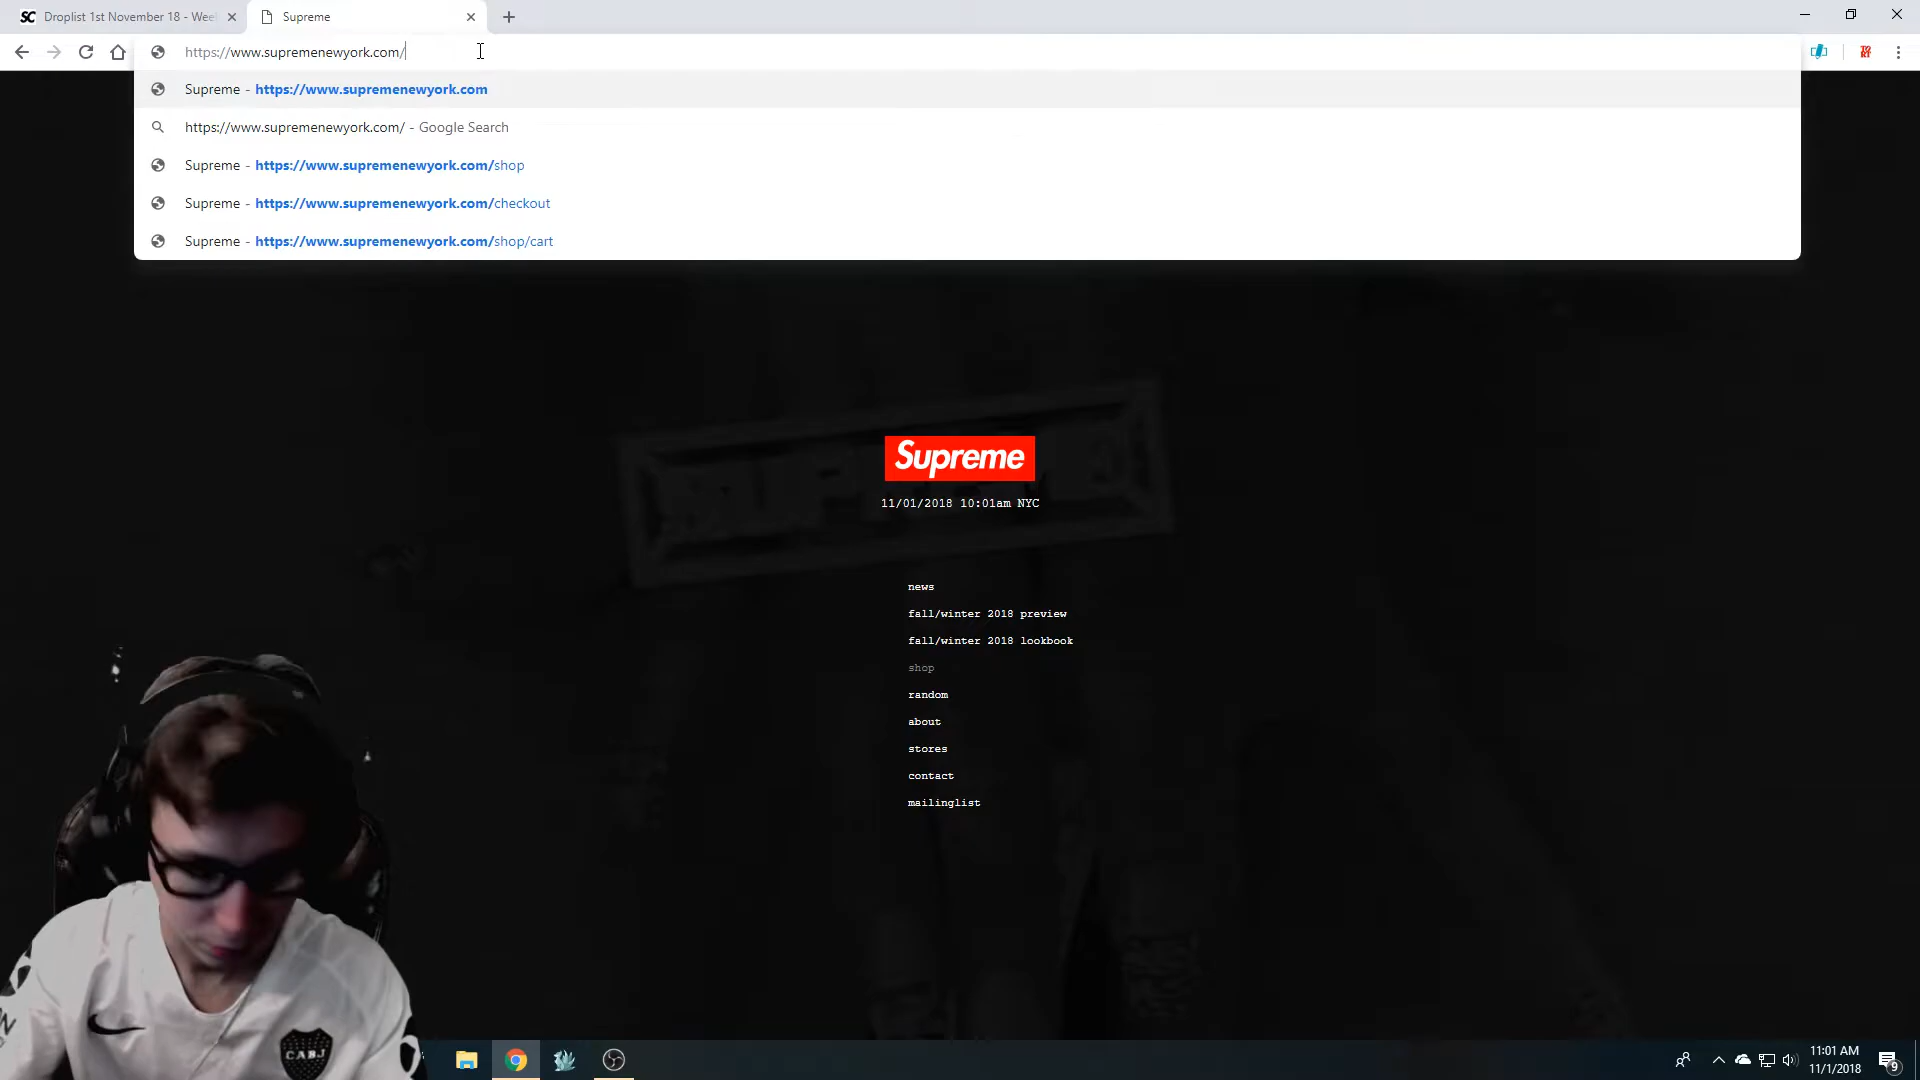 SC Droplist 1st November 18 - Wee
Supreme
https://www.supremenewyork.com/
Supreme - https://www.supremenewyork.com
https://www.supremenewyork.com/ - Google Search
Supreme - https://www.supremenewyork.com/shop
Supreme - https://www.supremenewyork.com/checkout
Supreme - https://www.supremenewyork.com/shop/cart
Supreme
11/01/2018 10:01am NYC
news
fall/winter 2018 preview
fall/winter 2018 lookbook
shop
random
about
stores
contact
mailinglist
CABJ
11:01 AM
11/1/2018
9